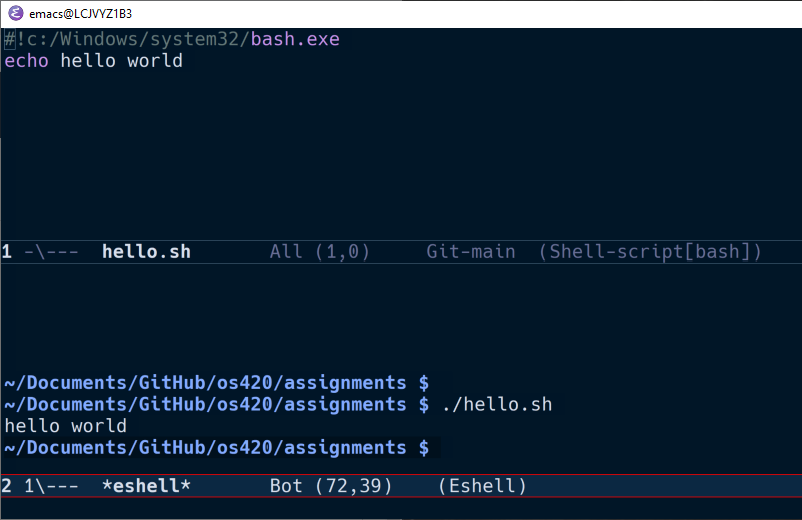 emacs@LCJVYZ1B3
#!c:/Windows/system32/bash.exe
echo hello world
1 -\--- hello.sh All (1,0) Git-main (Shell-script[bash])
~/Documents/GitHub/os420/assignments $
~/Documents/GitHub/os420/assignments $ ./hello.sh
hello world
~/Documents/GitHub/os420/assignments $
2 1\--- *eshell* Bot (72,39) (Eshell)